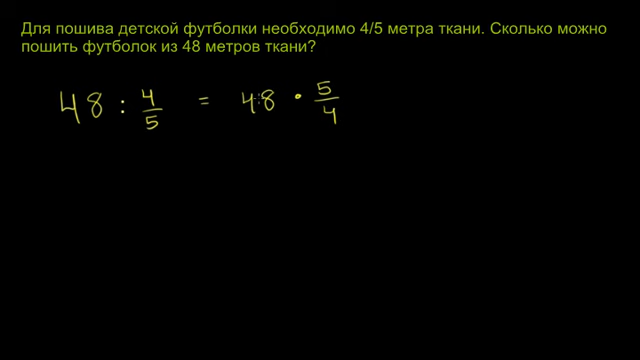 Для пошива детской футболки необходимо 4/5 метра ткани. Сколько можно
пошить футболок из 48 метров ткани?
48 : 4/5 = 48 · 5/4